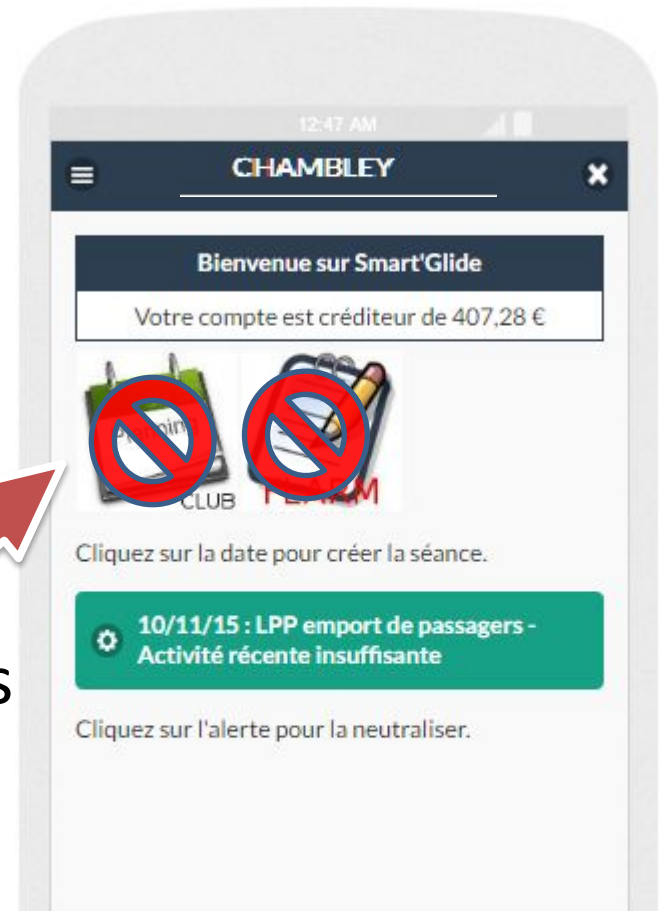 12:47 AM
CHAMBLEY
Bienvenue sur Smart'Glide
Votre compte est créditeur de 407,28 €
Planning
CLUB
FLARM
Cliquez sur la date pour créer la séance.
10/11/15 : LPP emport de passagers -
Activité récente insuffisante
s
Cliquez sur l'alerte pour la neutraliser.